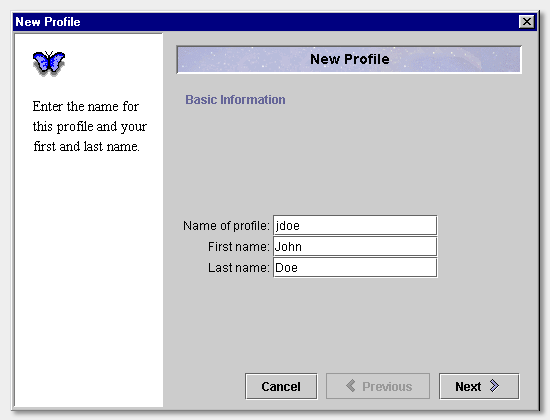 New Profile
New Profile
Enter the name for
this profile and your
first and last name.
Basic Information
Name of profile: jdoe
First name: John
Last name: Doe
Cancel Previous Next